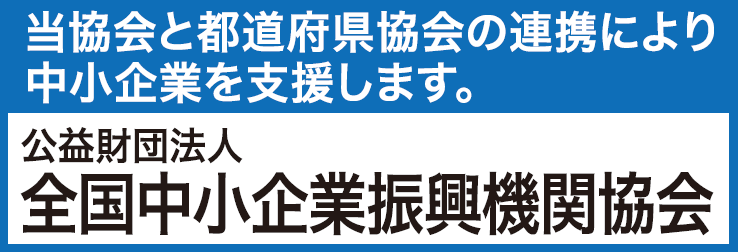 当協会と都道府県協会の連携により
中小企業を支援します。
公益財団法人
全国中小企業振興機関協会